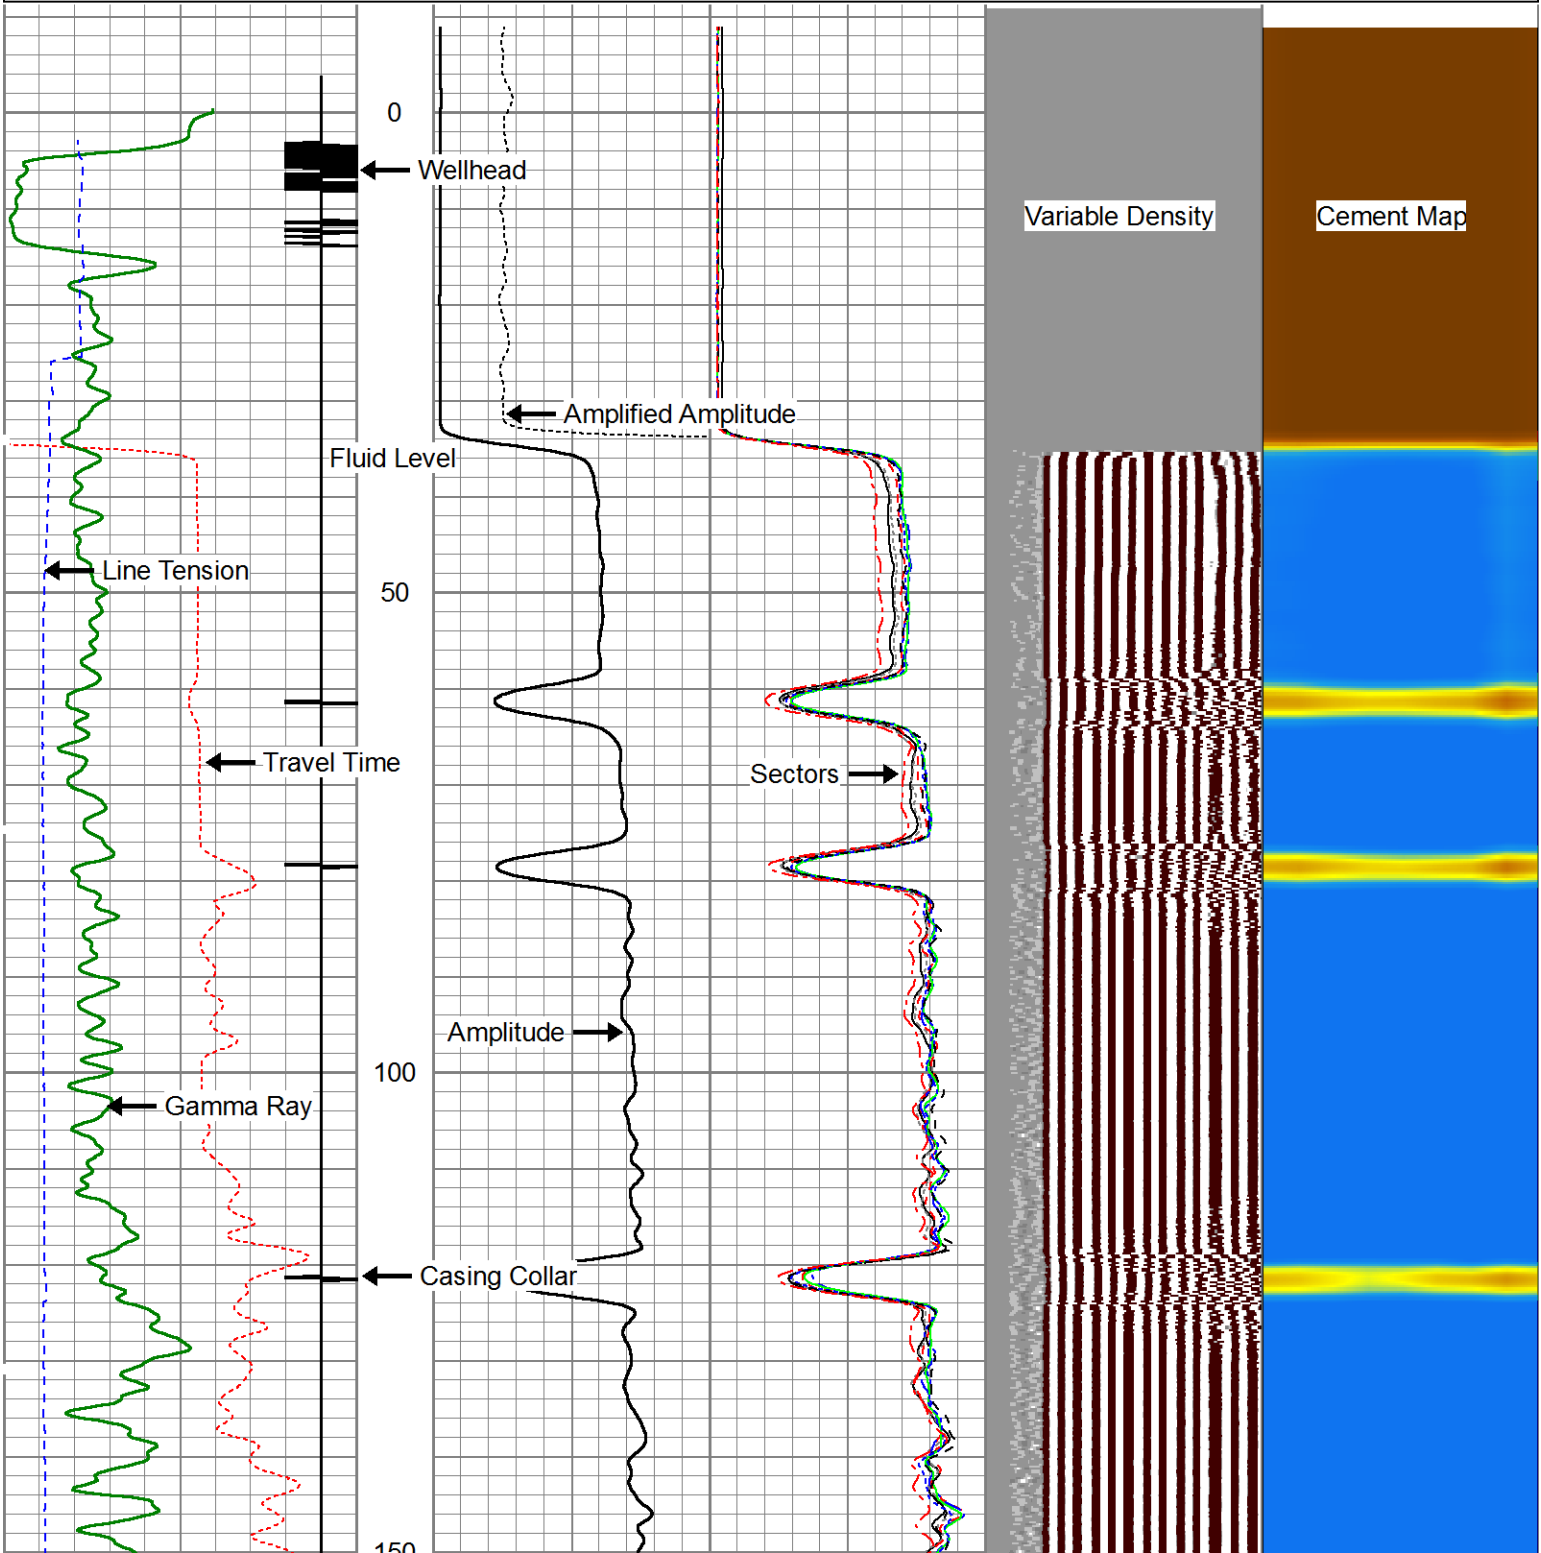 0
Wellhead
Variable Density
Cement Map
Amplified Amplitude
Fluid Level
Line Tension
50
Travel Time
Sectors
Amplitude
100
Gamma Ray
Casing Collar
150